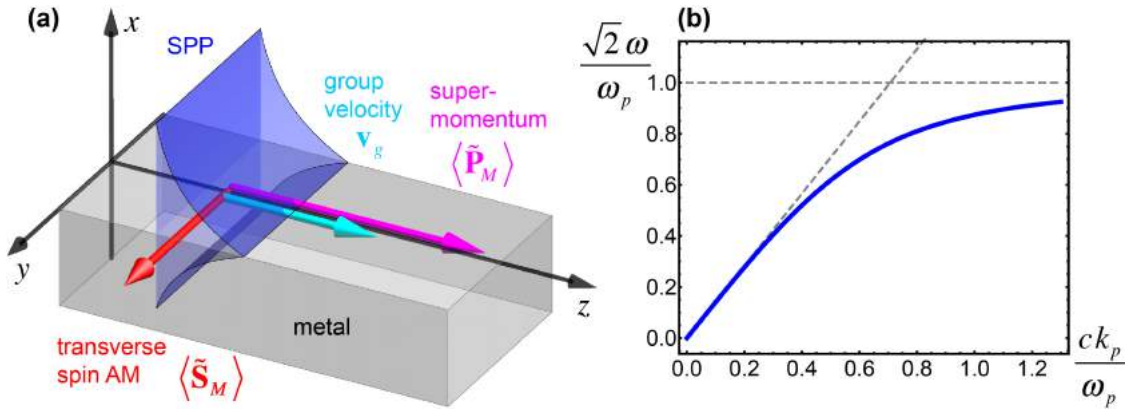 (a)
x
SPP
group
velocity
v_g
super-
momentum
⟨P̃_M⟩
y
z
metal
transverse
spin AM
⟨S̃_M⟩
(b)
√2 ω
ω_p
1.0
0.8
0.6
0.4
0.2
0.0
0.0 0.2 0.4 0.6 0.8 1.0 1.2
ck_p
ω_p